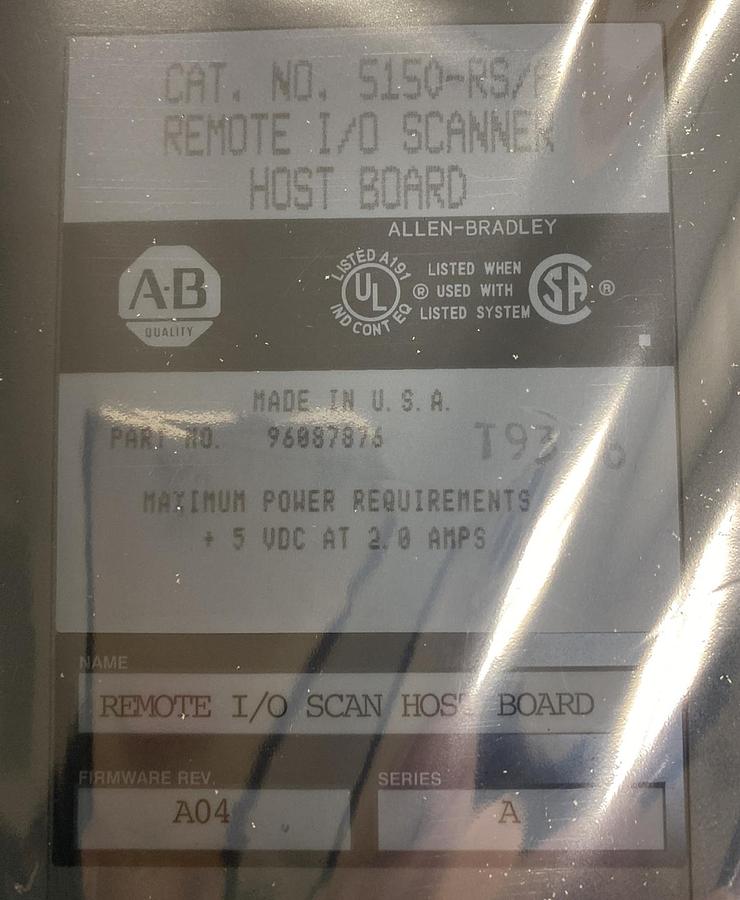 CAT. NO. 5150-RS/
REMOTE I/O SCANNER
HOST BOARD
ALLEN-BRADLEY
A-B
QUALITY
LISTED A191
UL ®
IND CONT EQ
LISTED WHEN
USED WITH
LISTED SYSTEM
SA ®
MADE IN U.S.A.
PART NO. 96087876
MAXIMUM POWER REQUIREMENTS
+ 5 VDC AT 2.0 AMPS
NAME
REMOTE I/O SCAN HOST BOARD
FIRMWARE REV. SERIES
A04 A